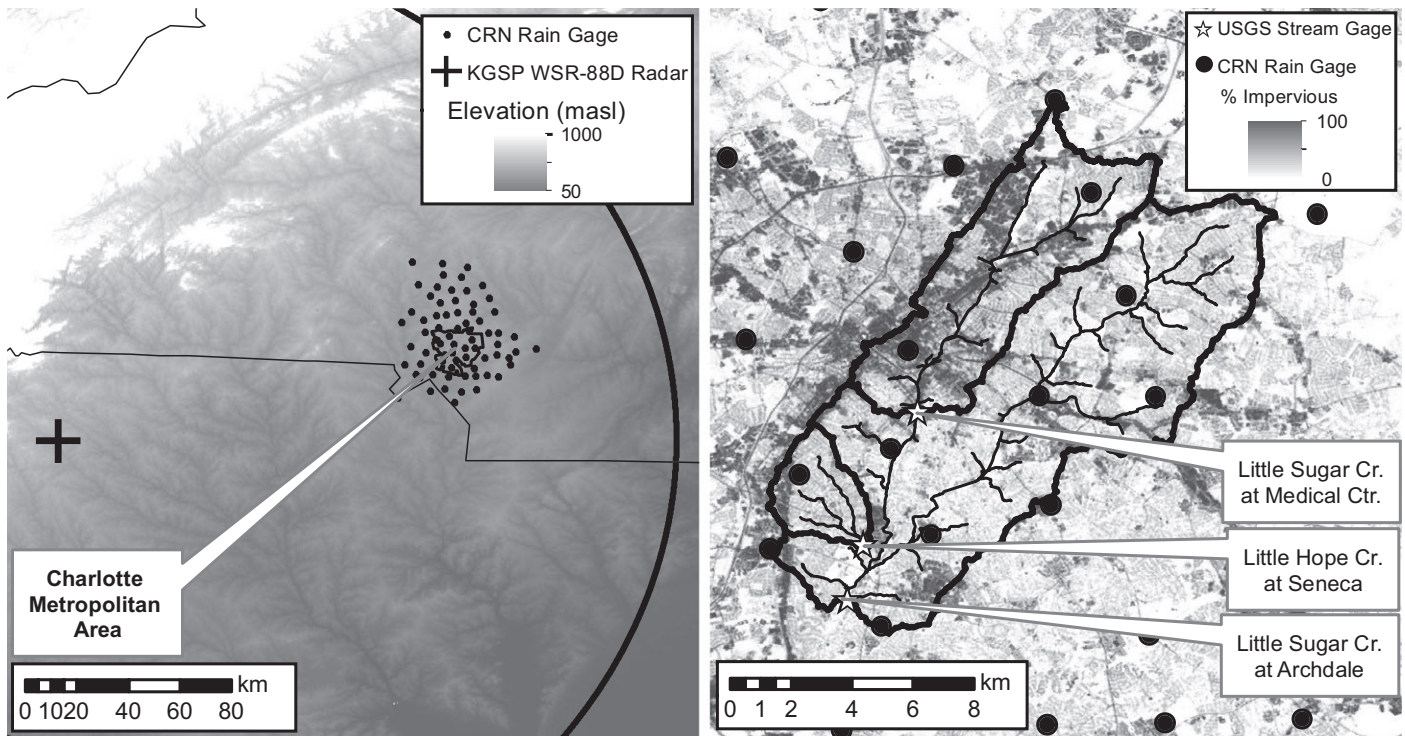 CRN Rain Gage
KGSP WSR-88D Radar
Elevation (masl)
1000
50
Charlotte
Metropolitan
Area
km
0 1020 40 60 80
USGS Stream Gage
CRN Rain Gage
% Impervious
100
0
Little Sugar Cr.
at Medical Ctr.
Little Hope Cr.
at Seneca
Little Sugar Cr.
at Archdale
km
0 1 2 4 6 8